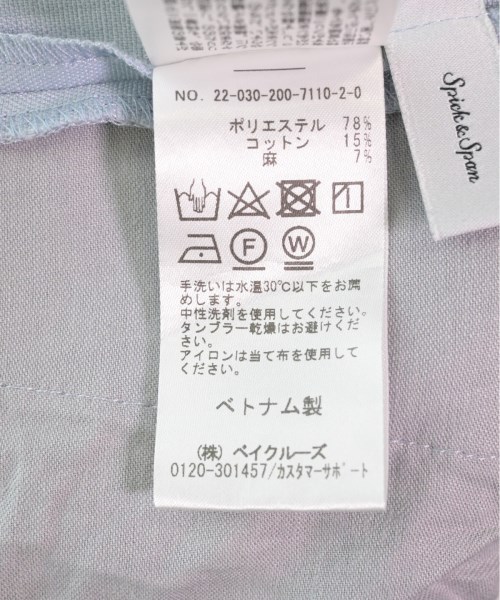 NO. 22-030-200-7110-2-0
ポリエステル 78%
コットン 15%
麻 7%
F
W
手洗いは水温30℃以下をお薦
めします。
中性洗剤を使用してください。
タンブラー乾燥はお避けくだ
さい。
アイロンは当て布を使用して
ください。
ベトナム製
(株) ベイクルーズ
0120-301457/カスタマーサポート
Spick & Span